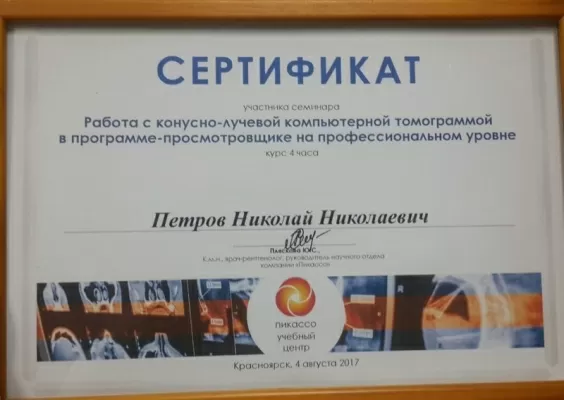 СЕРТИФИКАТ
участника семинара
Работа с конусно-лучевой компьютерной томограммой
в программе-просмотровщике на профессиональном уровне
курс 4 часа
Петров Николай Николаевич
К.м.н., врач-рентгенолог, руководитель научного отдела
компании «Пикассо»
пикассо
учебный
центр
Красноярск, 4 августа 2017